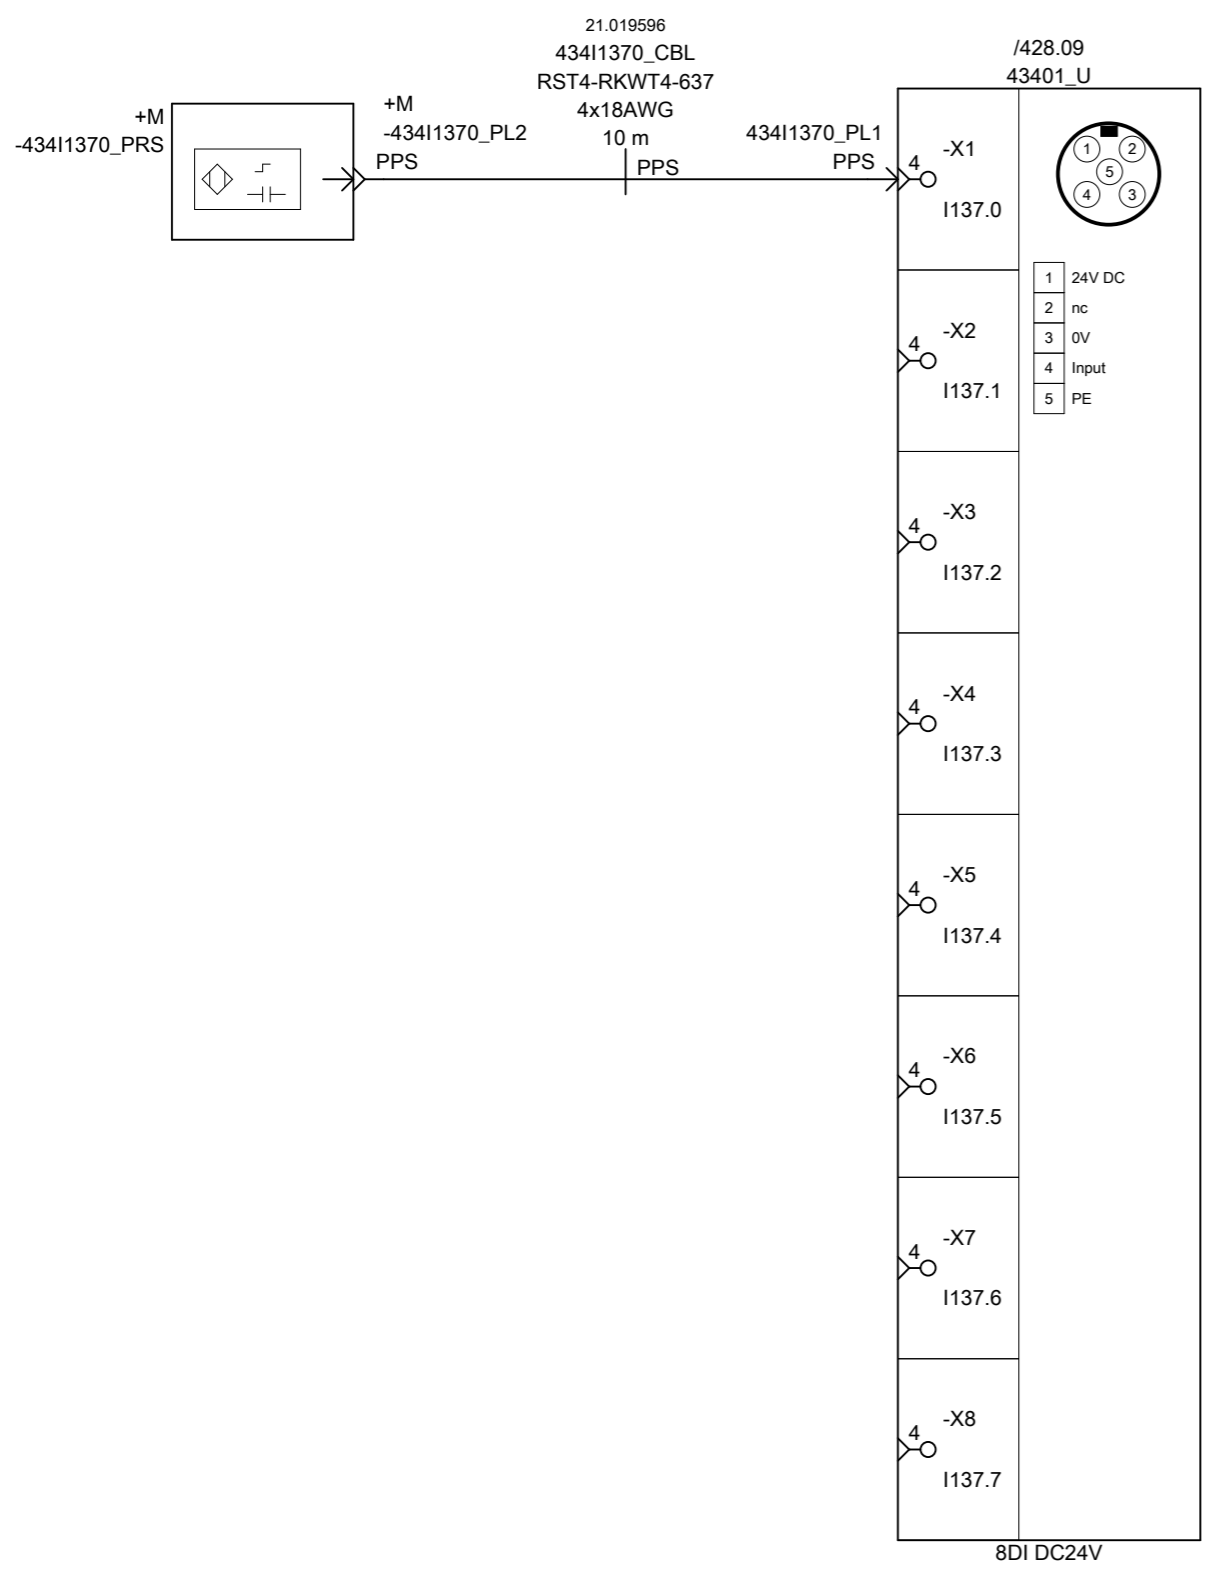 21.019596
434I1370_CBL
RST4-RKWT4-637
4x18AWG
10 m
PPS
/428.09
43401_U
+M
-434I1370_PRS
+M
-434I1370_PL2
PPS
434I1370_PL1
PPS
4
-X1
I137.0
1
2
5
4
3
1 24V DC
2 nc
3 0V
4 Input
5 PE
4
-X2
I137.1
4
-X3
I137.2
4
-X4
I137.3
4
-X5
I137.4
4
-X6
I137.5
4
-X7
I137.6
4
-X8
I137.7
8DI DC24V